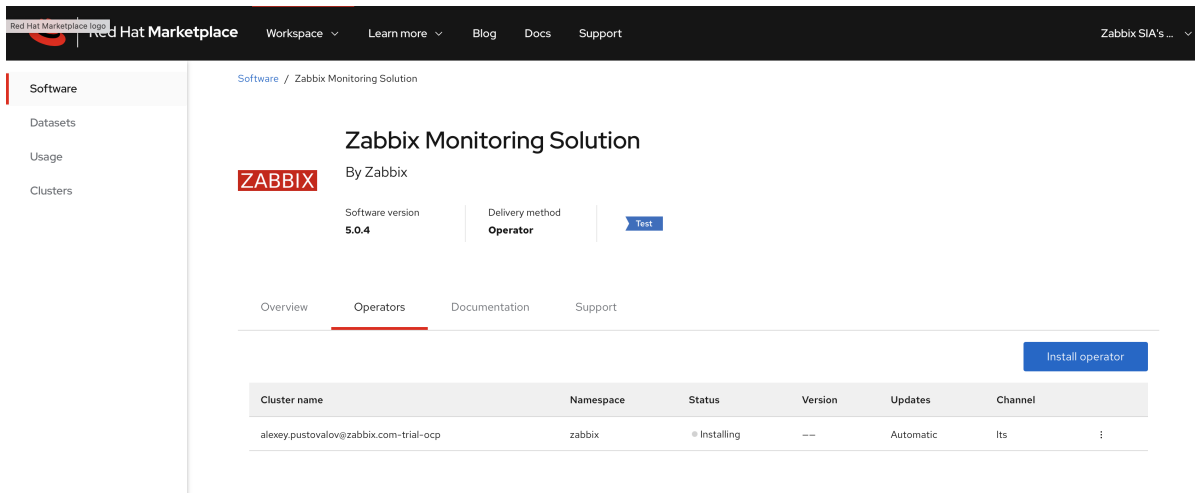 Red Hat Marketplace logo
Red Hat Marketplace
Workspace
Learn more
Blog
Docs
Support
Zabbix SIA's ...
Software
Datasets
Usage
Clusters
Software / Zabbix Monitoring Solution
ZABBIX
Zabbix Monitoring Solution
By Zabbix
Software version
5.0.4
Delivery method
Operator
Test
Overview
Operators
Documentation
Support
Install operator
Cluster name Namespace Status Version Updates Channel
alexey.pustovalov@zabbix.com-trial-ocp zabbix Installing —— Automatic lts